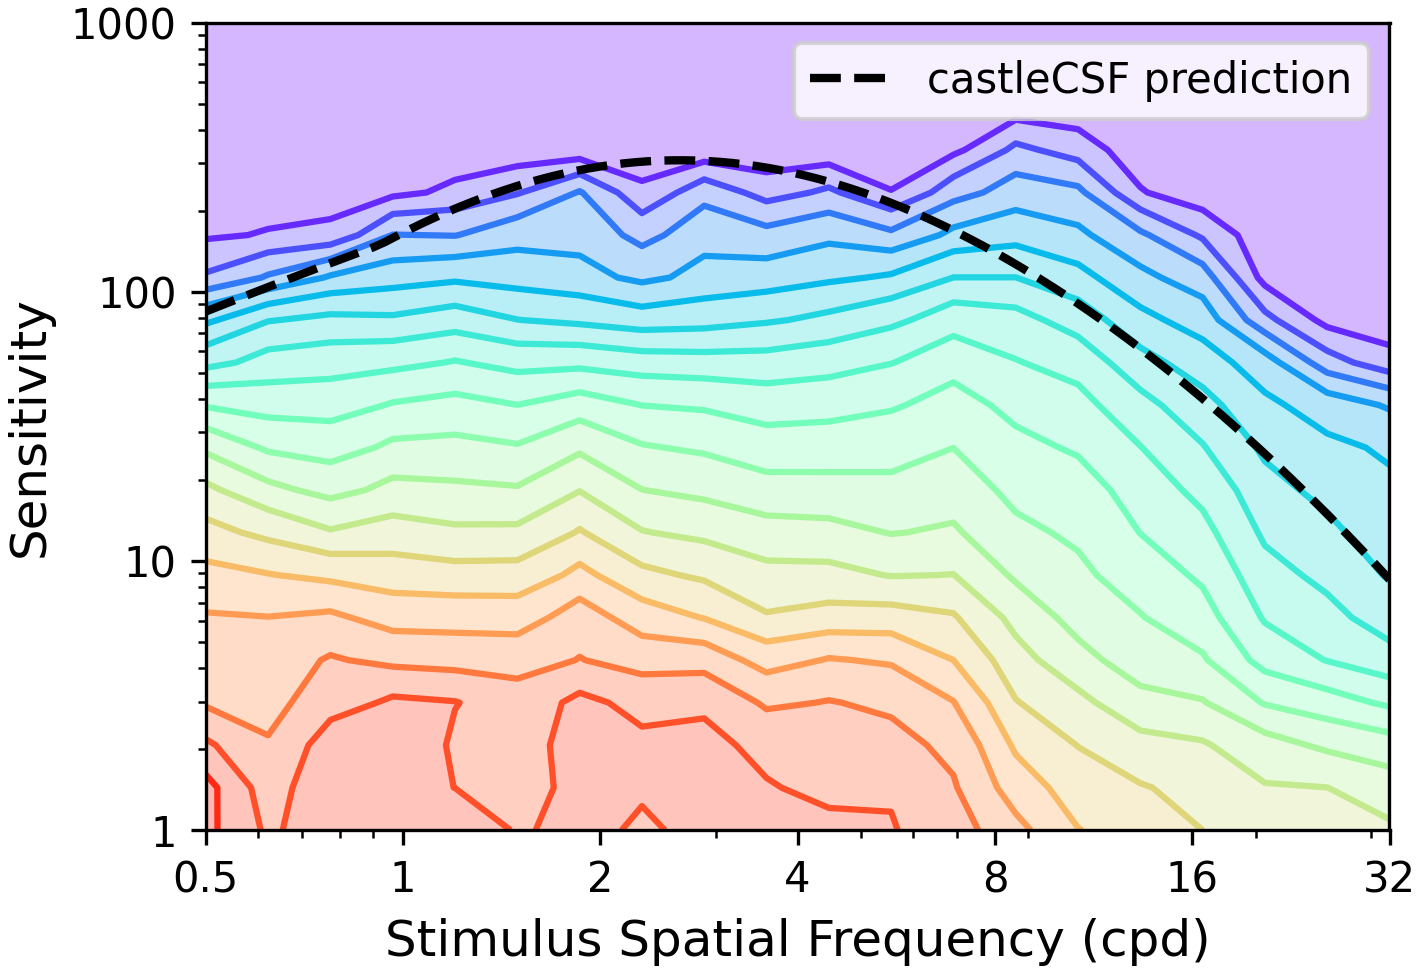 1000
castleCSF prediction
100
Sensitivity
10
1
0.5 1 2 4 8 16 32
Stimulus Spatial Frequency (cpd)